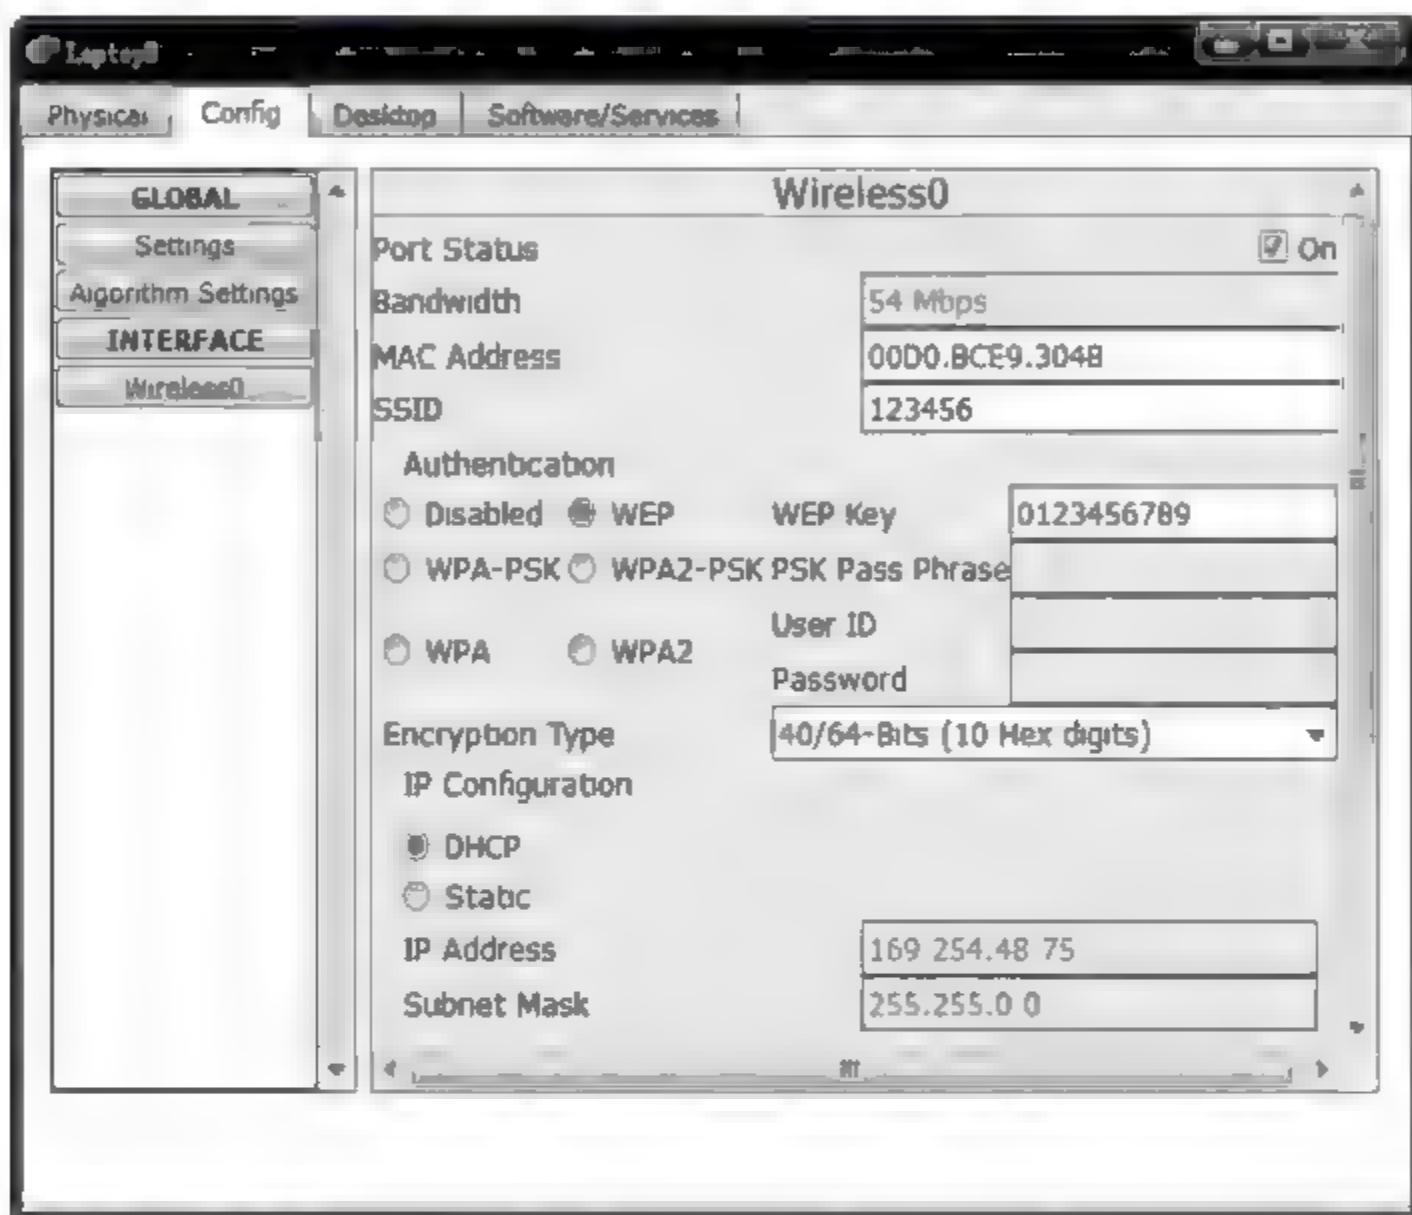 Laptop0
Physical Config Desktop Software/Services
GLOBAL
Settings
Algorithm Settings
INTERFACE
Wireless0
Wireless0
Port Status On
Bandwidth 54 Mbps
MAC Address 00D0.BCE9.304B
SSID 123456
Authentication
Disabled WEP WEP Key 0123456789
WPA-PSK WPA2-PSK PSK Pass Phrase
User ID
WPA WPA2
Password
Encryption Type 40/64-Bits (10 Hex digits)
IP Configuration
DHCP
Static
IP Address 169.254.48.75
Subnet Mask 255.255.0.0